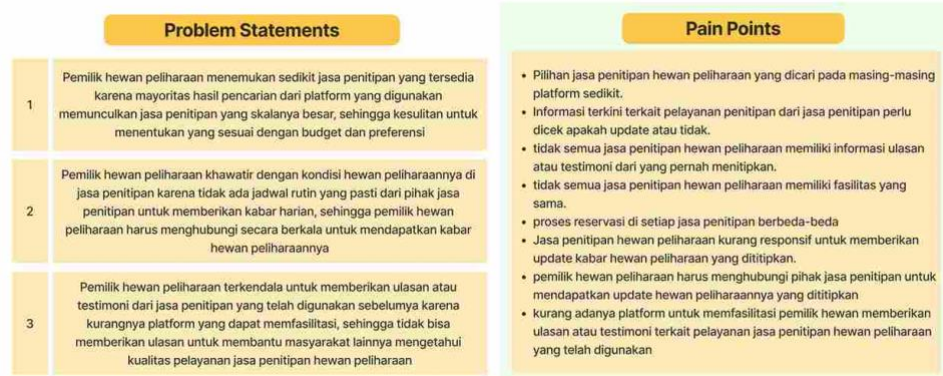 Problem Statements
1
Pemilik hewan peliharaan menemukan sedikit jasa penitipan yang tersedia
karena mayoritas hasil pencarian dari platform yang digunakan
memunculkan jasa penitipan yang skalanya besar, sehingga kesulitan untuk
menentukan yang sesuai dengan budget dan preferensi
2
Pemilik hewan peliharaan khawatir dengan kondisi hewan peliharaannya di
jasa penitipan karena tidak ada jadwal rutin yang pasti dari pihak jasa
penitipan untuk memberikan kabar harian, sehingga pemilik hewan
peliharaan harus menghubungi secara berkala untuk mendapatkan kabar
hewan peliharaannya
3
Pemilik hewan peliharaan terkendala untuk memberikan ulasan atau
testimoni dari jasa penitipan yang telah digunakan sebelumnya karena
kurangnya platform yang dapat memfasilitasi, sehingga tidak bisa
memberikan ulasan untuk membantu masyarakat lainnya mengetahui
kualitas pelayanan jasa penitipan hewan peliharaan
Pain Points
• Pilihan jasa penitipan hewan peliharaan yang dicari pada masing-masing
platform sedikit.
• Informasi terkini terkait pelayanan penitipan dari jasa penitipan perlu
dicek apakah update atau tidak.
• tidak semua jasa penitipan hewan peliharaan memiliki informasi ulasan
atau testimoni dari yang pernah menitipkan.
• tidak semua jasa penitipan hewan peliharaan memiliki fasilitas yang
sama.
• proses reservasi di setiap jasa penitipan berbeda-beda
• Jasa penitipan hewan peliharaan kurang responsif untuk memberikan
update kabar hewan peliharaan yang dititipkan.
• pemilik hewan peliharaan harus menghubungi pihak jasa penitipan untuk
mendapatkan update hewan peliharaannya yang dititipkan
• kurang adanya platform untuk memfasilitasi pemilik hewan memberikan
ulasan atau testimoni terkait pelayanan jasa penitipan hewan peliharaan
yang telah digunakan